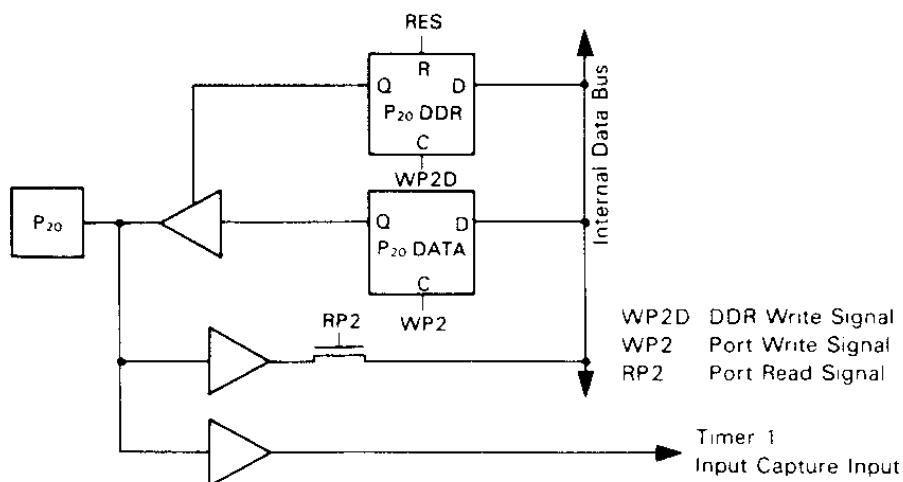 RES
R
Q D
P20 DDR
C
WP2D
P20
Q D
P20 DATA
C
WP2
RP2
Internal Data Bus
WP2D DDR Write Signal
WP2 Port Write Signal
RP2 Port Read Signal
Timer 1
Input Capture Input